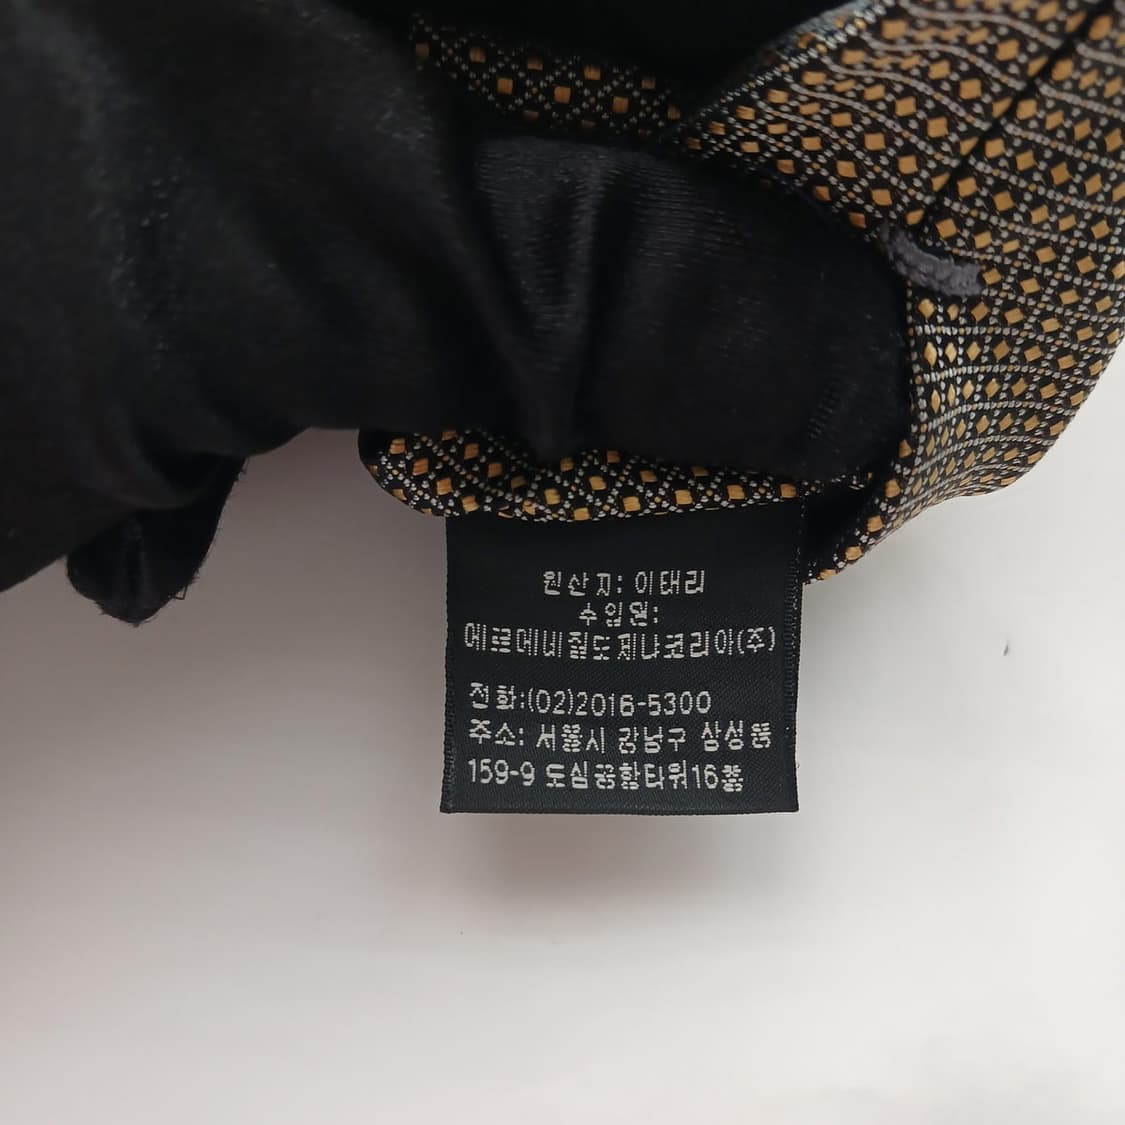 원산지: 이태리
수입원:
에르메네질도제냐코리아(주)
전화:(02)2016-5300
주소: 서울시 강남구 삼성동
159-9 도심공항타워16층